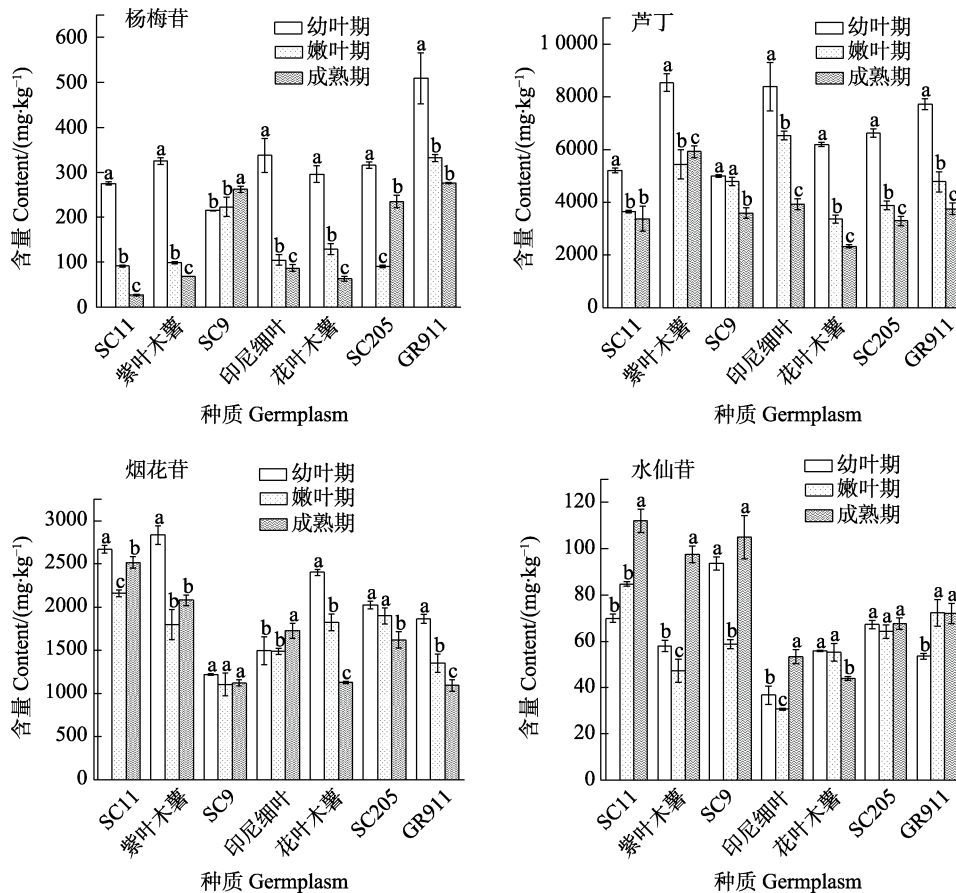 杨梅苷
幼叶期
嫩叶期
成熟期
600
500
400
300
200
100
0
含量 Content/(mg·kg⁻¹)
a b c
a b c
b b a
a b c
a b c
a c b
a b c
SC11 紫叶木薯 SC9 印尼细叶 花叶木薯 SC205 GR911
种质 Germplasm
芦丁
幼叶期
嫩叶期
成熟期
10 000
8000
6000
4000
2000
0
含量 Content/(mg·kg⁻¹)
a b b
a b c
a a b
a b c
a b c
a b c
a b c
SC11 紫叶木薯 SC9 印尼细叶 花叶木薯 SC205 GR911
种质 Germplasm
烟花苷
幼叶期
嫩叶期
成熟期
3000
2500
2000
1500
1000
500
0
含量 Content/(mg·kg⁻¹)
a c b
a b b
a a a
b b a
a b c
a a b
a b c
SC11 紫叶木薯 SC9 印尼细叶 花叶木薯 SC205 GR911
种质 Germplasm
水仙苷
幼叶期
嫩叶期
成熟期
120
100
80
60
40
20
0
含量 Content/(mg·kg⁻¹)
b b a
b c a
a b a
b c a
a a b
a a a
b a a
SC11 紫叶木薯 SC9 印尼细叶 花叶木薯 SC205 GR911
种质 Germplasm